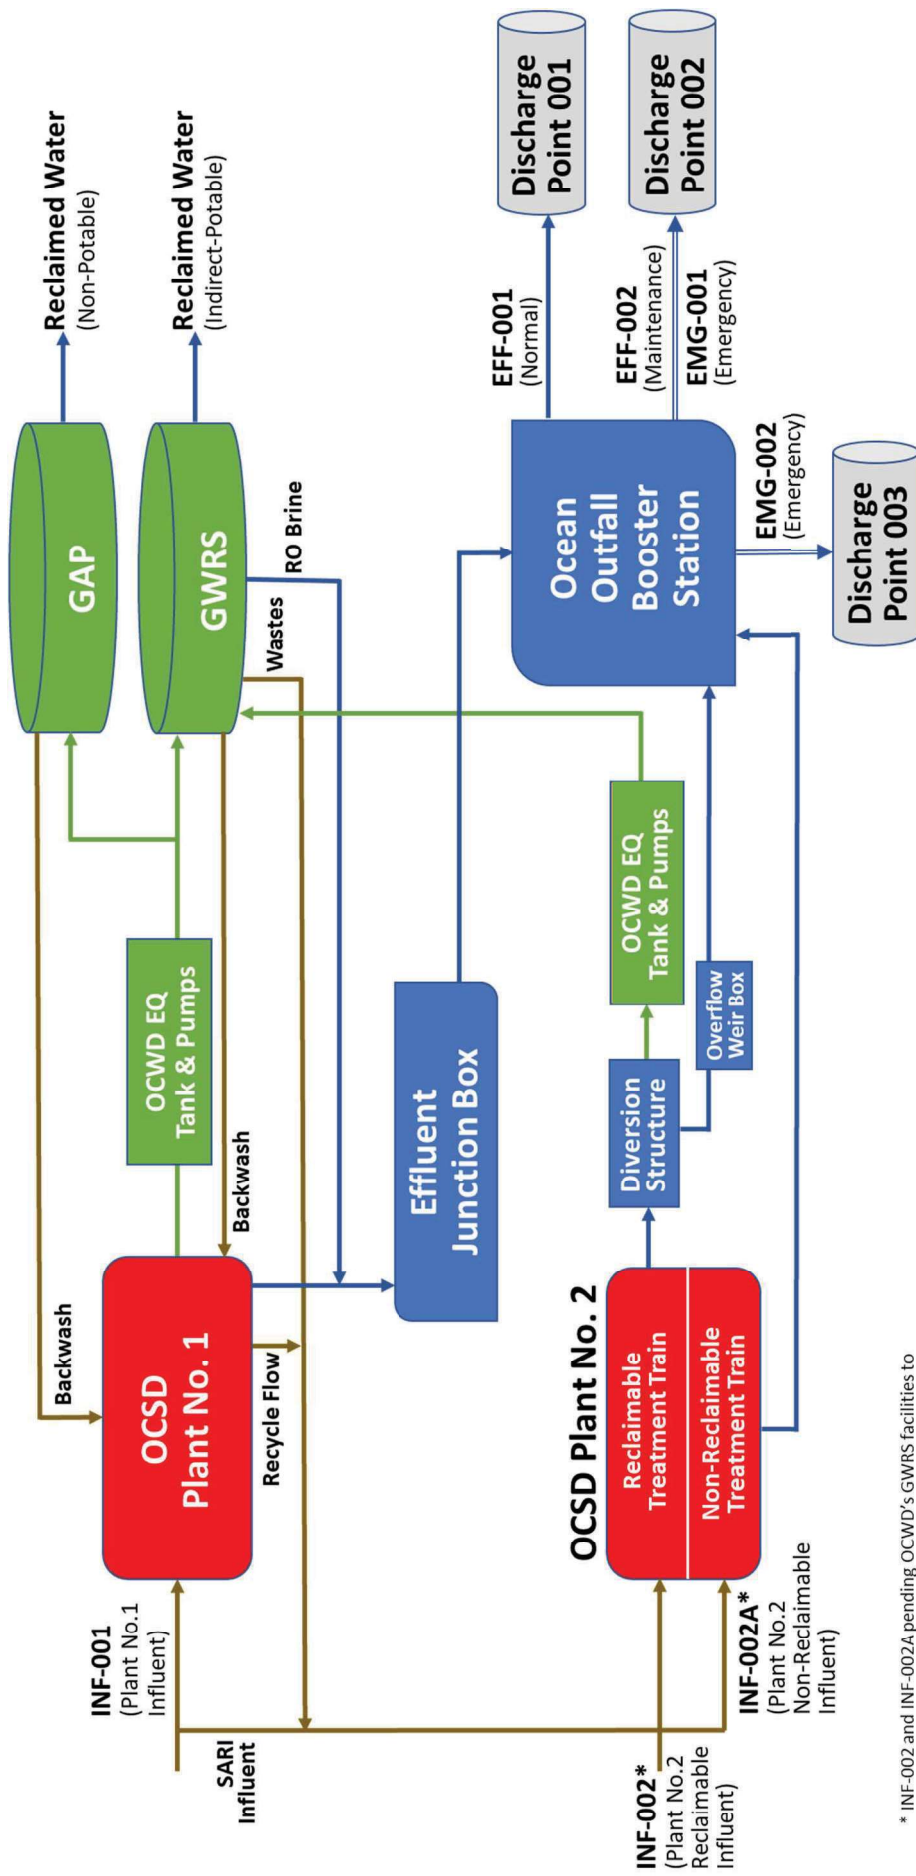 Reclaimed Water
(Non-Potable)
GAP
Backwash
Reclaimed Water
(Indirect-Potable)
GWRS
OCWD EQ
Tank & Pumps
OCSD
Plant No. 1
INF-001
(Plant No.1
Influent)
Backwash
Wastes
RO Brine
Recycle Flow
SARI
Influent
Effluent
Junction Box
EFF-001
(Normal)
Discharge
Point 001
Ocean
Outfall
Booster
Station
EFF-002
(Maintenance)
EMG-001
(Emergency)
Discharge
Point 002
EMG-002
(Emergency)
Discharge
Point 003
OCSD Plant No. 2
Reclaimable
Treatment Train
Non-Reclaimable
Treatment Train
Diversion
Structure
OCWD EQ
Tank & Pumps
Overflow
Weir Box
INF-002*
(Plant No.2
Reclaimable
Influent)
INF-002A*
(Plant No.2
Non-Reclaimable
Influent)
* INF-002 and INF-002A pending OCWD's GWRS facilities to